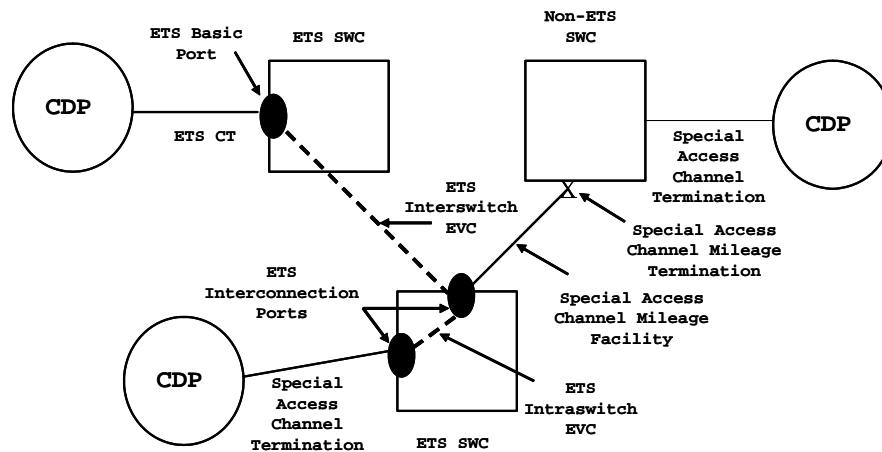 Non-ETS
SWC
ETS Basic
Port
ETS SWC
CDP
ETS CT
CDP
Special
Access
Channel
Termination
ETS
Interswitch
EVC
X
Special Access
Channel Mileage
Termination
ETS
Interconnection
Ports
Special Access
Channel Mileage
Facility
CDP
Special
Access
Channel
Termination
ETS
Intraswitch
EVC
ETS SWC